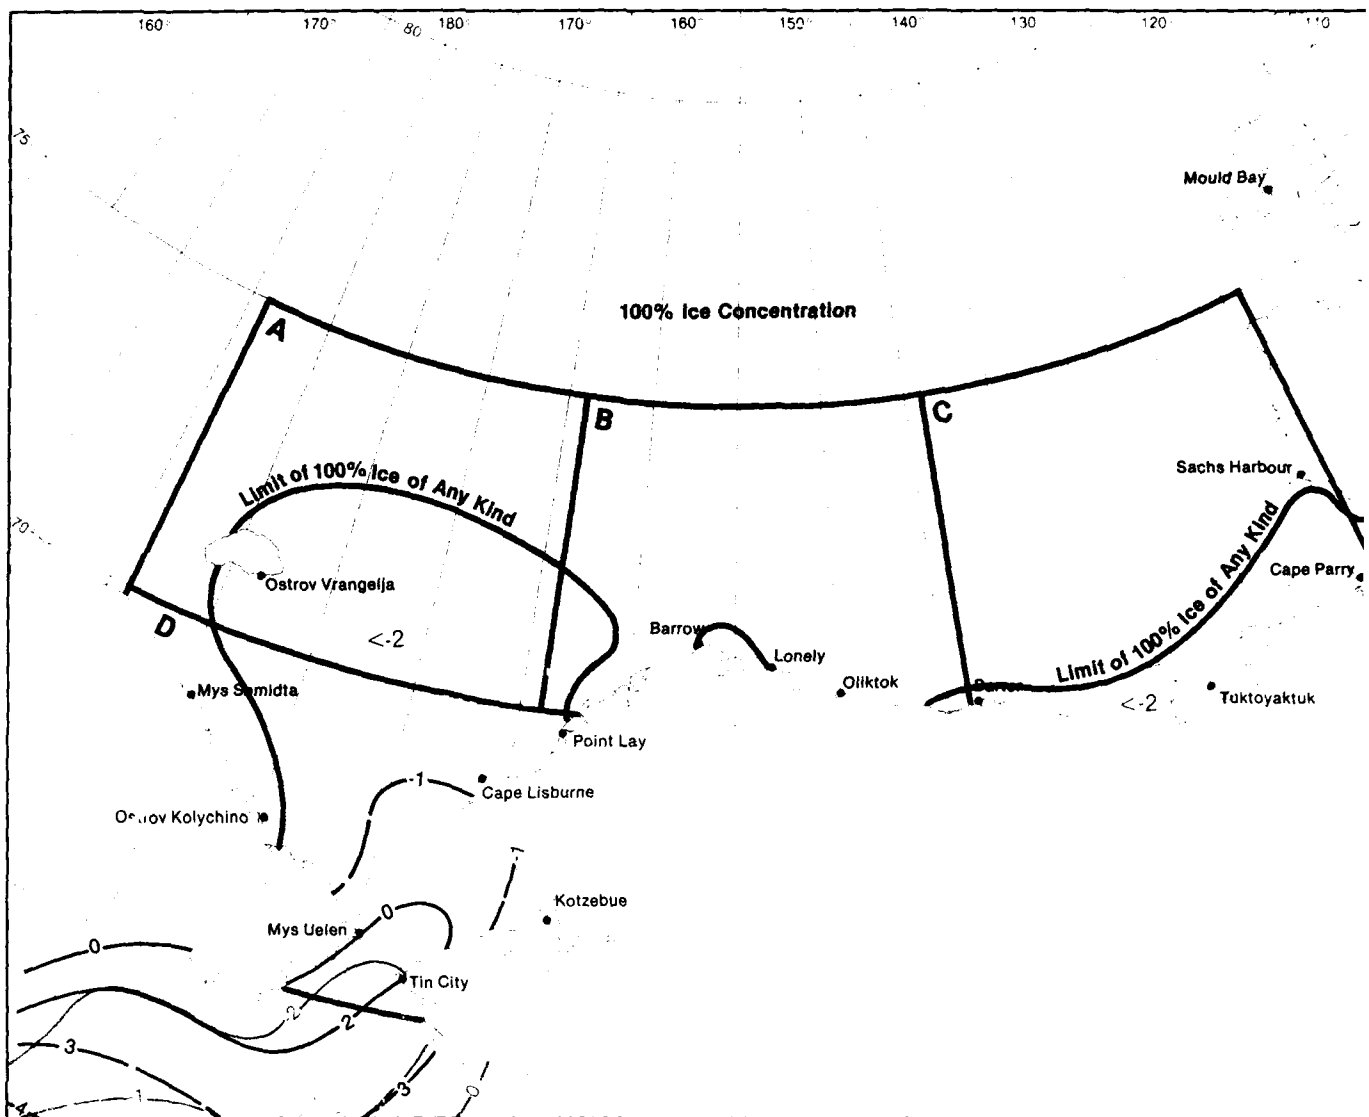 160 170° 180 170° 160° 150° 140° 130 120° 110
80
75
Mould Bay
100% Ice Concentration
A
B
C
Limit of 100% Ice of Any Kind
Sachs Harbour
70
Limit of 100% Ice of Any Kind
Cape Parry
Ostrov Vrangelja
D
<-2
Barrow
Lonely
Oliktok
Mys Smidta
<-2
Tuktoyaktuk
Point Lay
-1
Cape Lisburne
Kolychino
-1
Kotzebue
0
Mys Uelen
0
Tin City
-2
2
3
3
0
-1
4